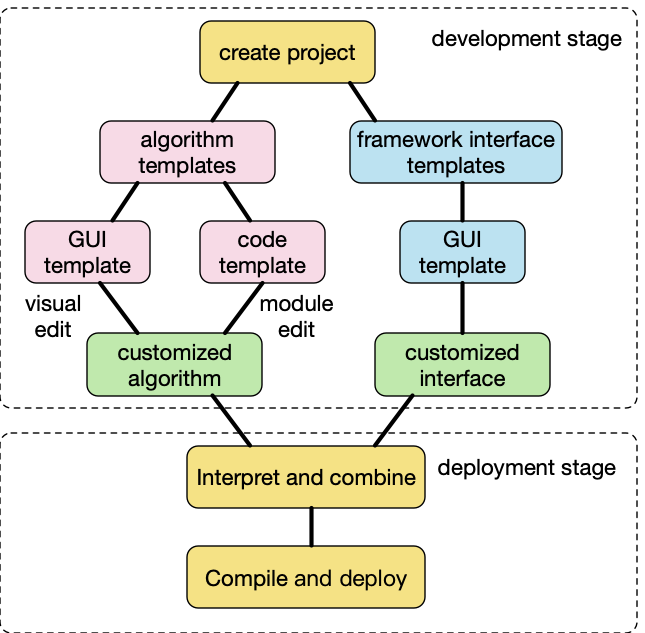 create project
development stage
algorithm
templates
framework interface
templates
GUI
template
code
template
GUI
template
visual
edit
module
edit
customized
algorithm
customized
interface
Interpret and combine
deployment stage
Compile and deploy